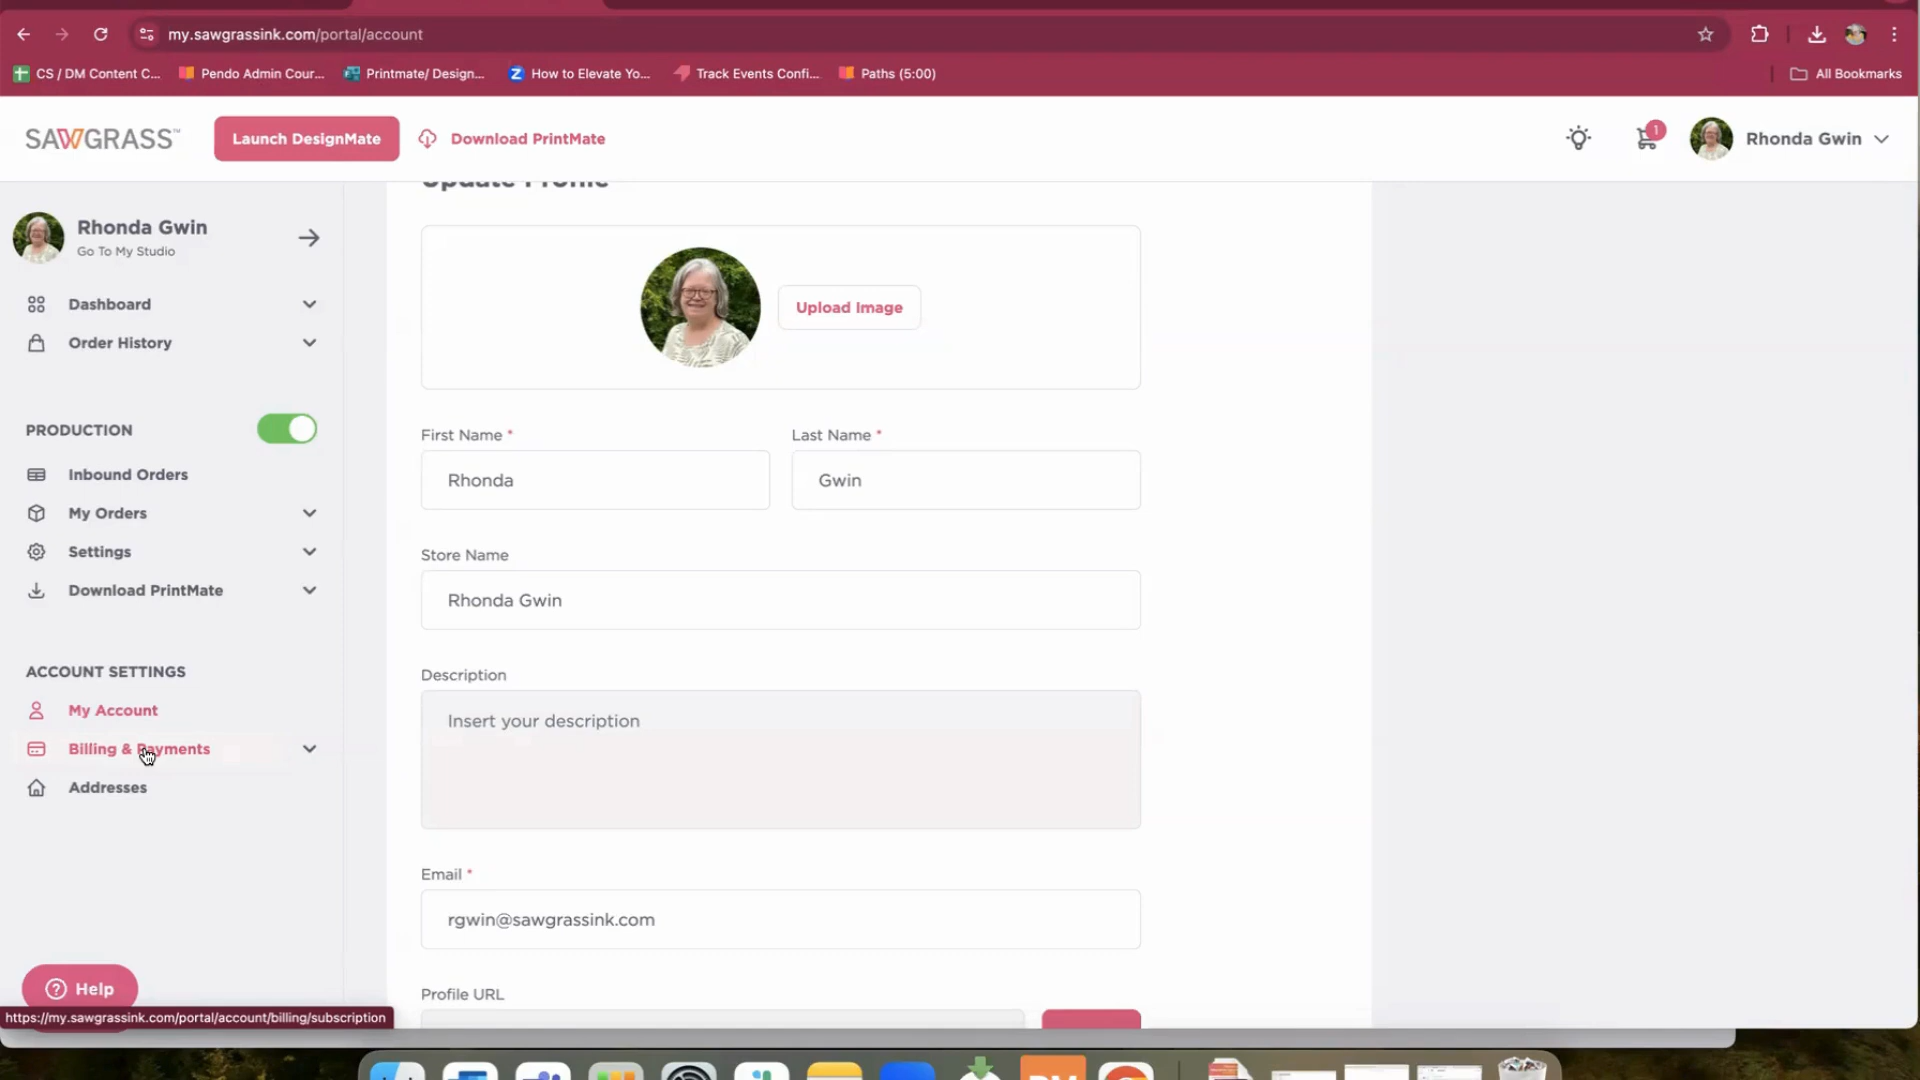 my.sawgrassink.com/portal/account
CS / DM Content C...
Pendo Admin Cour...
Printmate/ Design...
How to Elevate Yo...
Track Events Confi...
Paths (5:00)
All Bookmarks
SAWGRASS™
Launch DesignMate
Download PrintMate
1
Rhonda Gwin
Rhonda Gwin
Go To My Studio
Dashboard
Order History
PRODUCTION
Inbound Orders
My Orders
Settings
Download PrintMate
ACCOUNT SETTINGS
My Account
Billing & Payments
Addresses
Help
https://my.sawgrassink.com/portal/account/billing/subscription
Update Profile
Upload Image
First Name *
Last Name *
Rhonda
Gwin
Store Name
Rhonda Gwin
Description
Insert your description
Email *
rgwin@sawgrassink.com
Profile URL